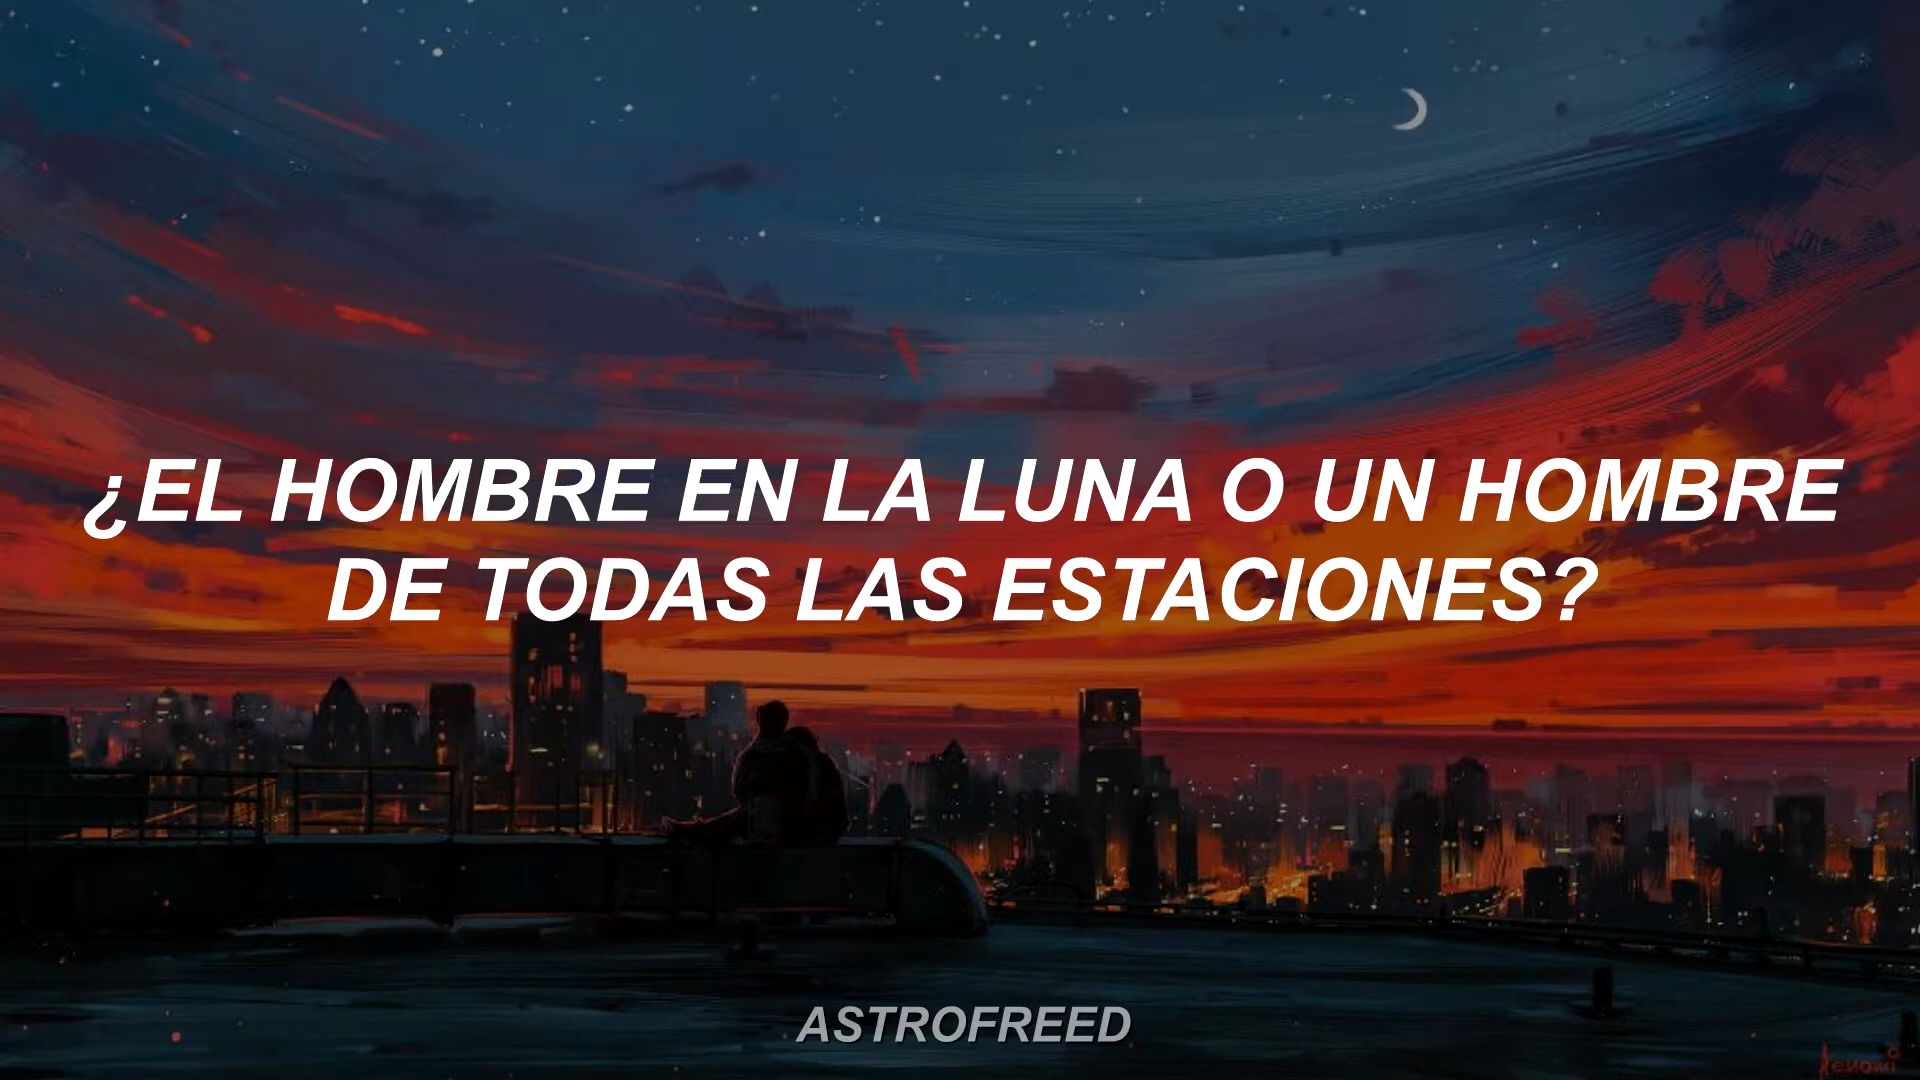 ¿EL HOMBRE EN LA LUNA O UN HOMBRE
DE TODAS LAS ESTACIONES?
ASTROFREED